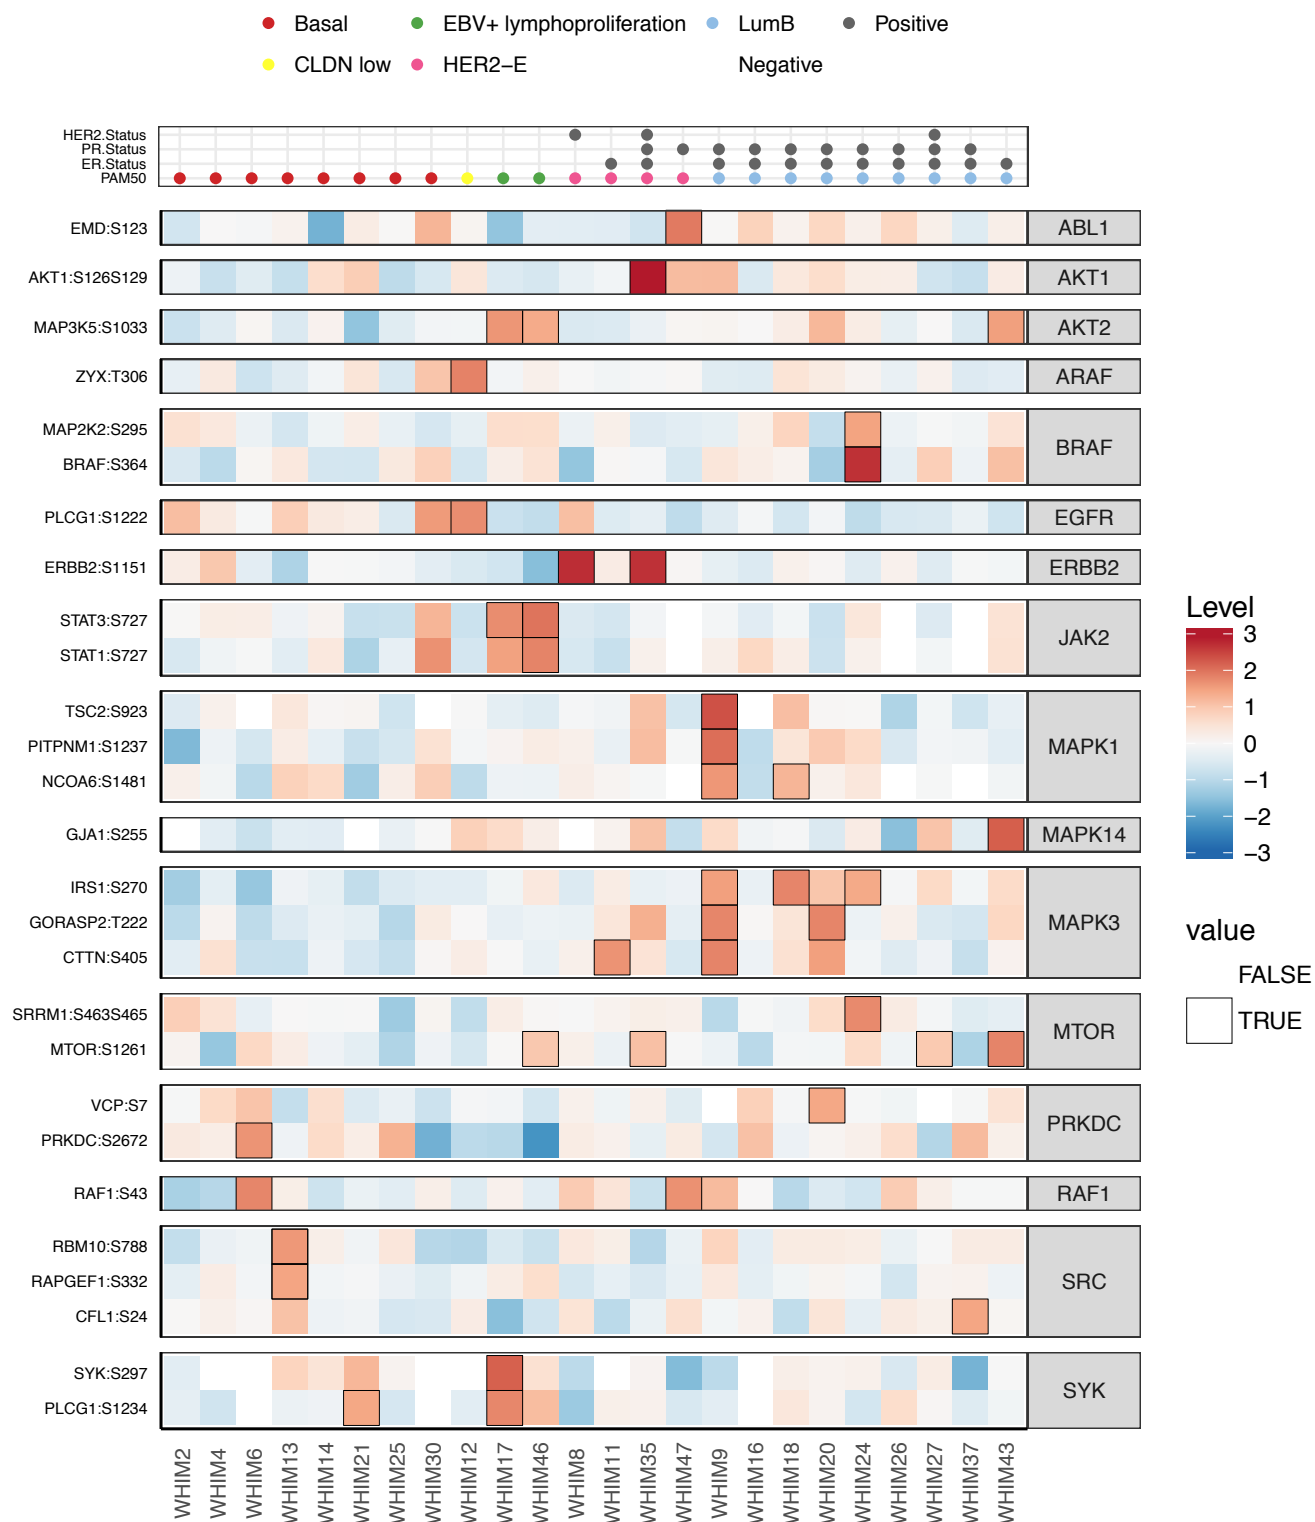 Basal
EBV+ lymphoproliferation
LumB
Positive
CLDN low
HER2−E
Negative
HER2.Status
PR.Status
ER.Status
PAM50
EMD:S123
ABL1
AKT1:S126S129
AKT1
MAP3K5:S1033
AKT2
ZYX:T306
ARAF
MAP2K2:S295
BRAF:S364
BRAF
PLCG1:S1222
EGFR
ERBB2:S1151
ERBB2
STAT3:S727
STAT1:S727
JAK2
TSC2:S923
PITPNM1:S1237
NCOA6:S1481
MAPK1
GJA1:S255
MAPK14
IRS1:S270
GORASP2:T222
CTTN:S405
MAPK3
SRRM1:S463S465
MTOR:S1261
MTOR
VCP:S7
PRKDC:S2672
PRKDC
RAF1:S43
RAF1
RBM10:S788
RAPGEF1:S332
CFL1:S24
SRC
SYK:S297
PLCG1:S1234
SYK
WHIM2
WHIM4
WHIM6
WHIM13
WHIM14
WHIM21
WHIM25
WHIM30
WHIM12
WHIM17
WHIM46
WHIM8
WHIM11
WHIM35
WHIM47
WHIM9
WHIM16
WHIM18
WHIM20
WHIM24
WHIM26
WHIM27
WHIM37
WHIM43
Level
3
2
1
0
−1
−2
−3
value
FALSE
TRUE